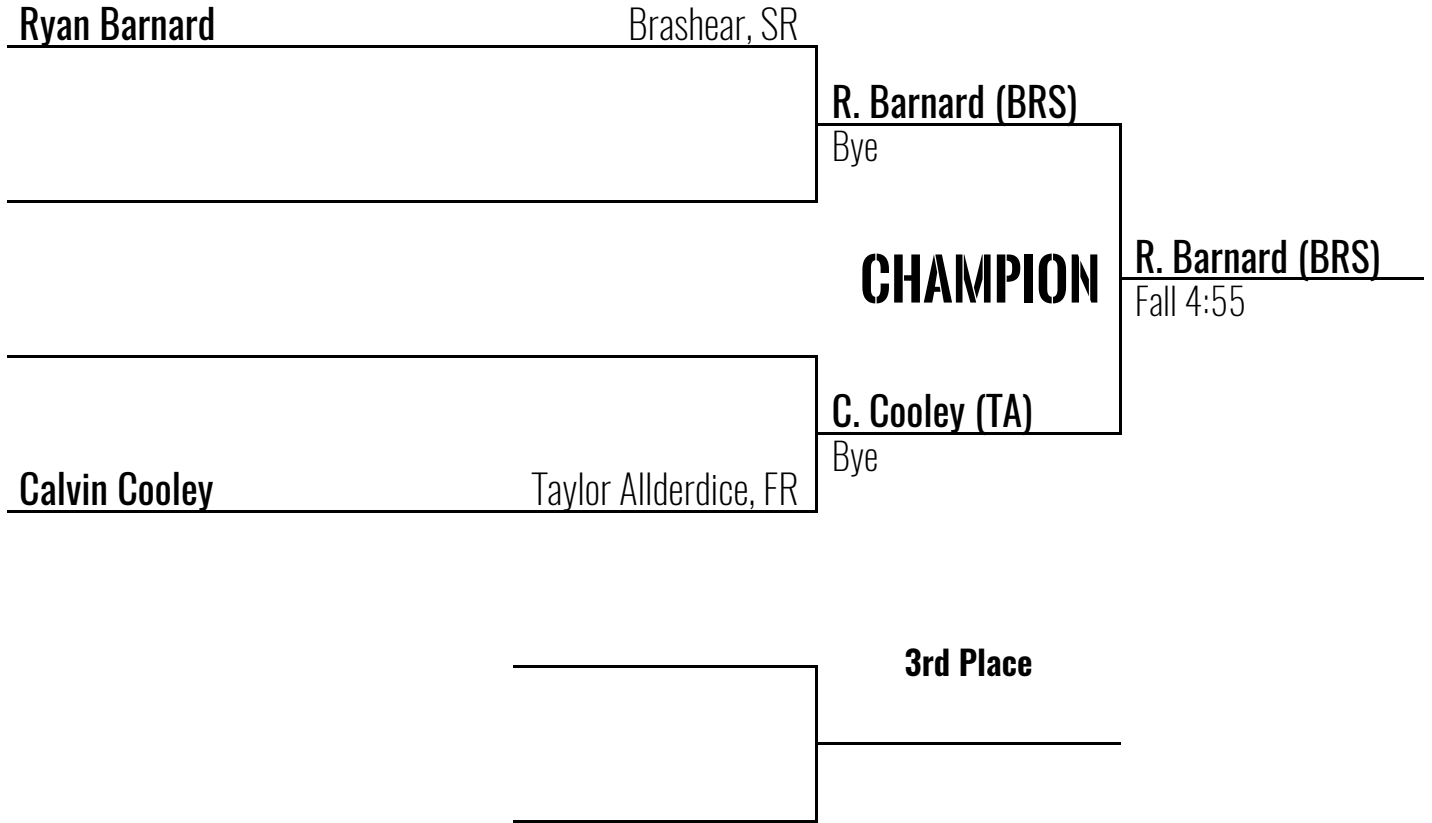 Ryan Barnard Brashear, SR
R. Barnard (BRS)
Bye
CHAMPION
R. Barnard (BRS)
Fall 4:55
C. Cooley (TA)
Bye
Calvin Cooley Taylor Allderdice, FR
3rd Place